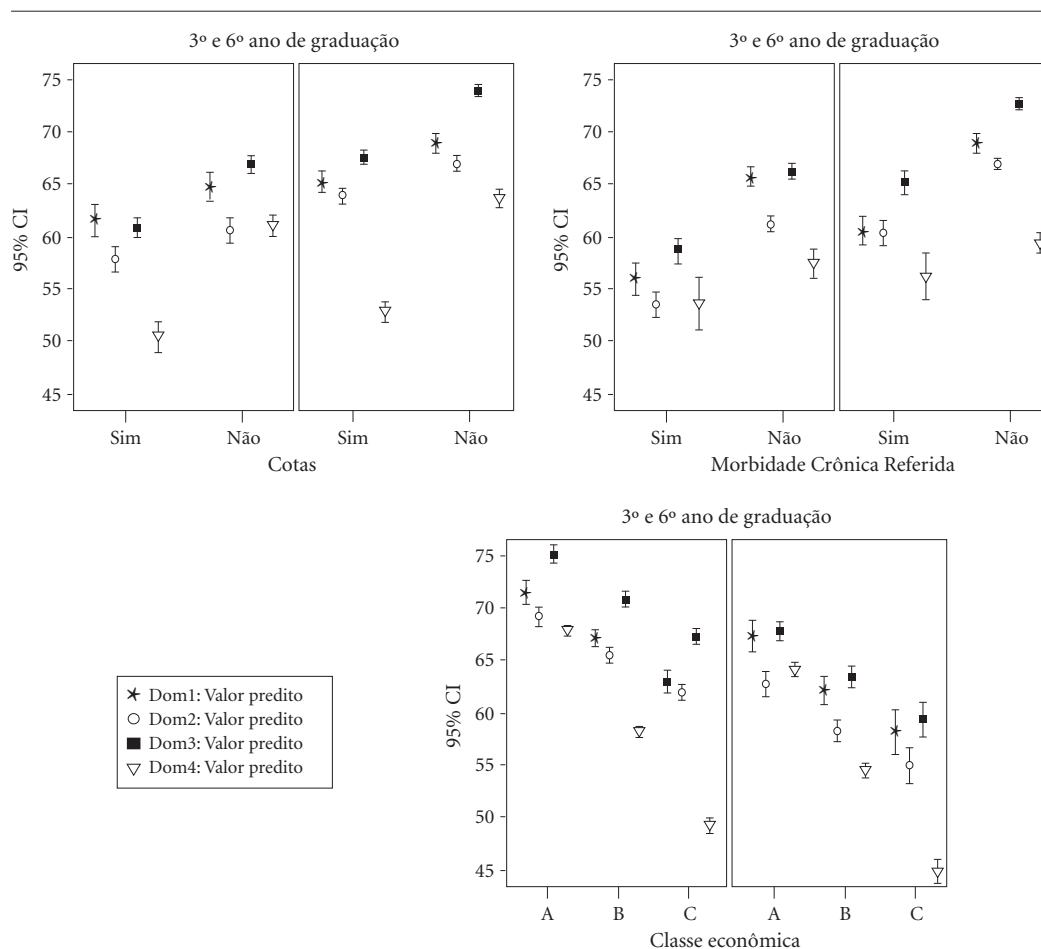 3º e 6º ano de graduação
95% CI
75
70
65
60
55
50
45
Sim
Não
Sim
Não
Cotas
3º e 6º ano de graduação
95% CI
75
70
65
60
55
50
45
Sim
Não
Sim
Não
Morbidade Crônica Referida
Dom1: Valor predito
Dom2: Valor predito
Dom3: Valor predito
Dom4: Valor predito
3º e 6º ano de graduação
95% CI
75
70
65
60
55
50
45
A
B
C
A
B
C
Classe econômica